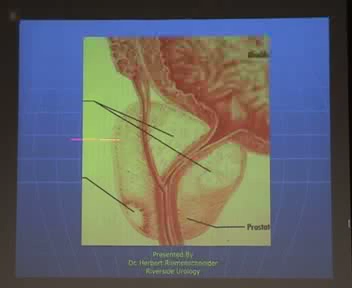 Prostat
Presented By
Dr. Herbert Riemenschneider
Riverside Urology